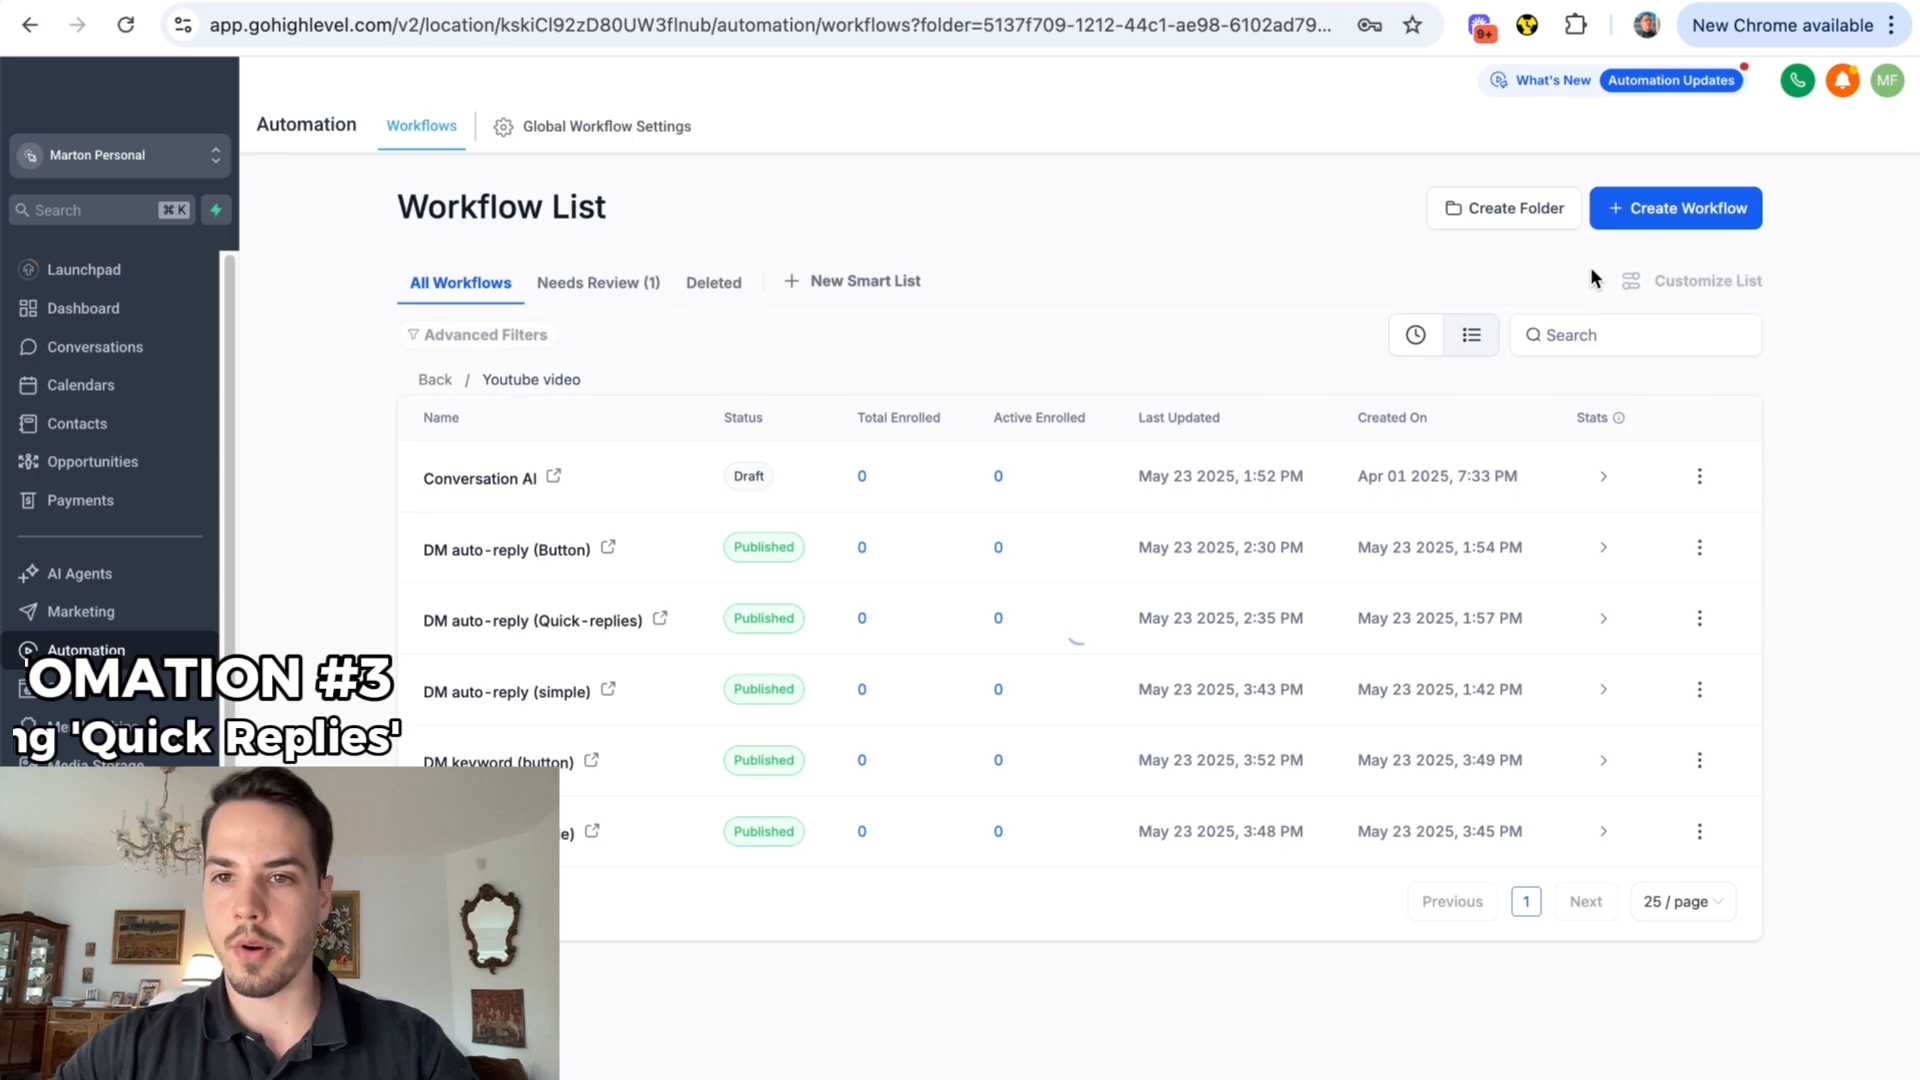 app.gohighlevel.com/v2/location/kskiCl92zD80UW3flnub/automation/workflows?folder=5137f709-1212-44c1-ae98-6102ad79...
9+
New Chrome available
What's New
Automation Updates
MF
Automation
Workflows
Global Workflow Settings
Marton Personal
Search
⌘ K
Launchpad
Dashboard
Conversations
Calendars
Contacts
Opportunities
Payments
AI Agents
Marketing
Automation
Media Storage
OMATION #3
ng 'Quick Replies'
Workflow List
Create Folder
+ Create Workflow
All Workflows
Needs Review (1)
Deleted
+ New Smart List
Customize List
Advanced Filters
Search
Back / Youtube video
Name Status Total Enrolled Active Enrolled Last Updated Created On Stats
Conversation AI Draft 0 0 May 23 2025, 1:52 PM Apr 01 2025, 7:33 PM
DM auto-reply (Button) Published 0 0 May 23 2025, 2:30 PM May 23 2025, 1:54 PM
DM auto-reply (Quick-replies) Published 0 0 May 23 2025, 2:35 PM May 23 2025, 1:57 PM
DM auto-reply (simple) Published 0 0 May 23 2025, 3:43 PM May 23 2025, 1:42 PM
DM keyword (button) Published 0 0 May 23 2025, 3:52 PM May 23 2025, 3:49 PM
e) Published 0 0 May 23 2025, 3:48 PM May 23 2025, 3:45 PM
Previous 1 Next 25 / page